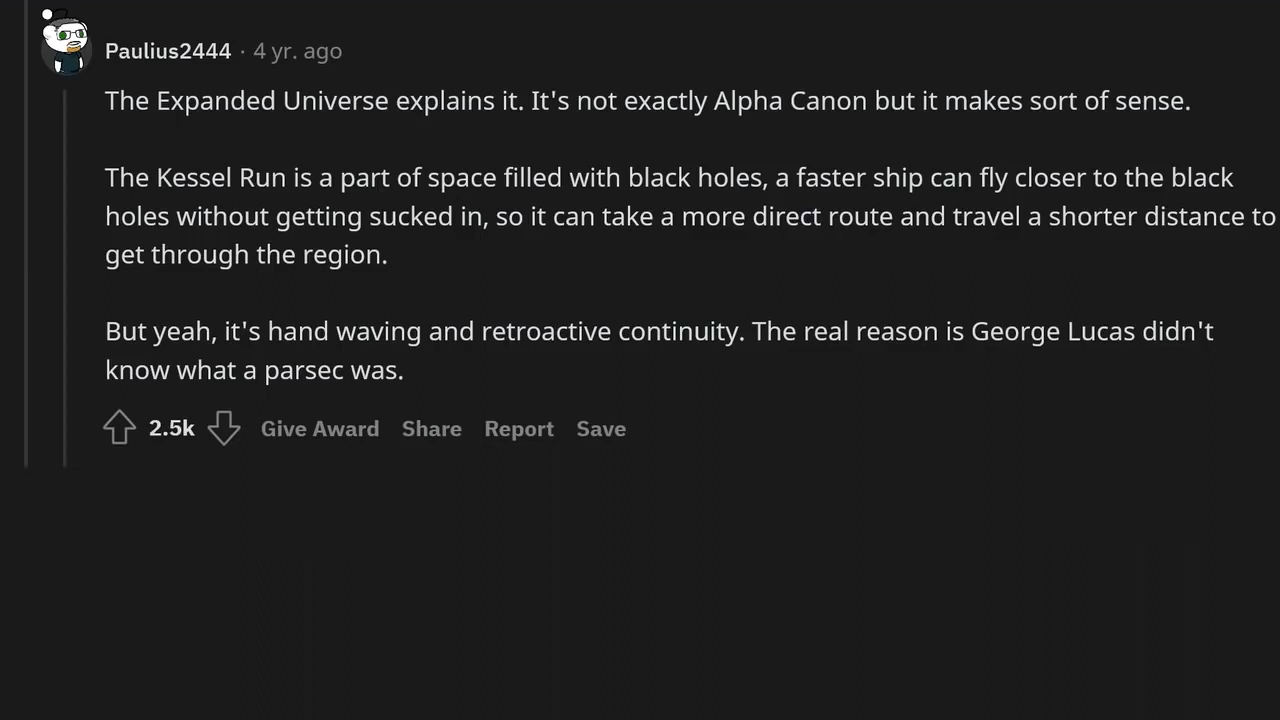 Paulius2444 · 4 yr. ago
The Expanded Universe explains it. It's not exactly Alpha Canon but it makes sort of sense.
The Kessel Run is a part of space filled with black holes, a faster ship can fly closer to the black
holes without getting sucked in, so it can take a more direct route and travel a shorter distance to
get through the region.
But yeah, it's hand waving and retroactive continuity. The real reason is George Lucas didn't
know what a parsec was.
2.5k Give Award Share Report Save